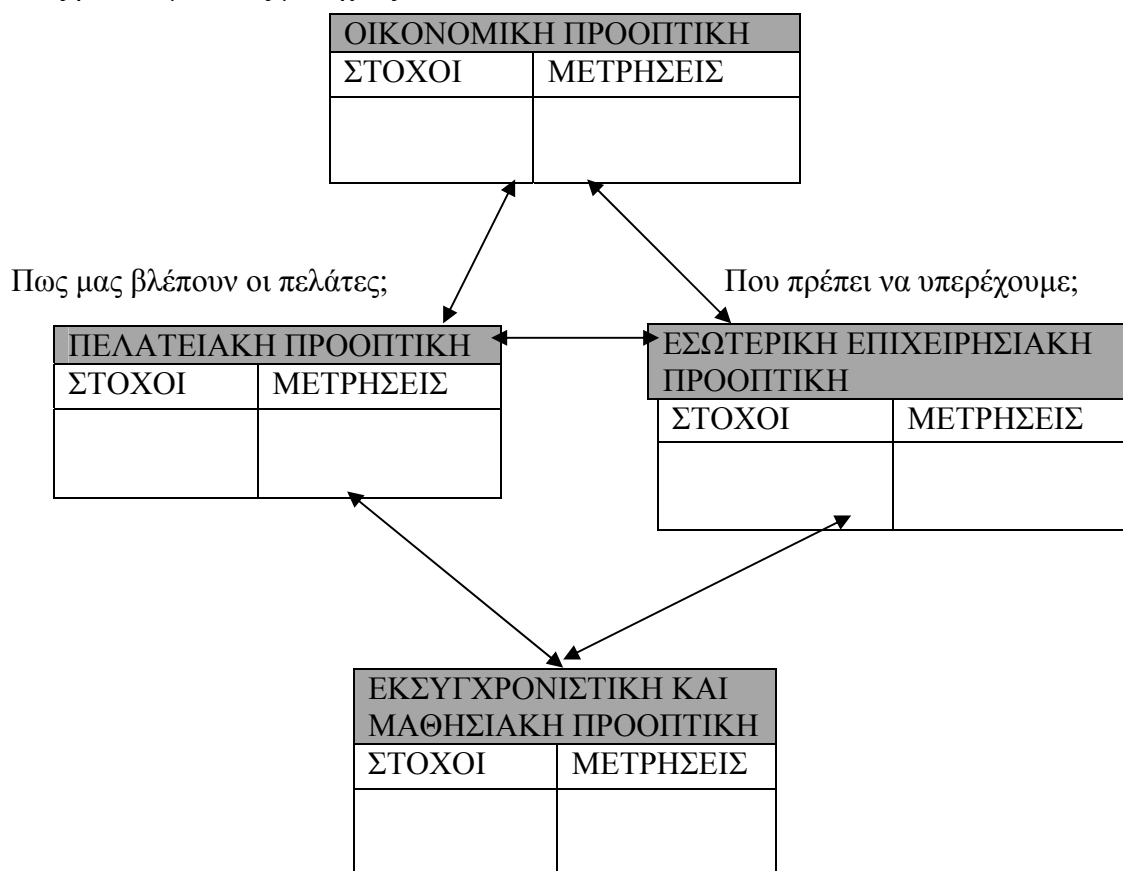 ΟΙΚΟΝΟΜΙΚΗ ΠΡΟΟΠΤΙΚΗ
ΣΤΟΧΟΙ ΜΕΤΡΗΣΕΙΣ
Πως μας βλέπουν οι πελάτες; Που πρέπει να υπερέχουμε;
ΠΕΛΑΤΕΙΑΚΗ ΠΡΟΟΠΤΙΚΗ
ΣΤΟΧΟΙ ΜΕΤΡΗΣΕΙΣ
ΕΣΩΤΕΡΙΚΗ ΕΠΙΧΕΙΡΗΣΙΑΚΗ
ΠΡΟΟΠΤΙΚΗ
ΣΤΟΧΟΙ ΜΕΤΡΗΣΕΙΣ
ΕΚΣΥΓΧΡΟΝΙΣΤΙΚΗ ΚΑΙ
ΜΑΘΗΣΙΑΚΗ ΠΡΟΟΠΤΙΚΗ
ΣΤΟΧΟΙ ΜΕΤΡΗΣΕΙΣ